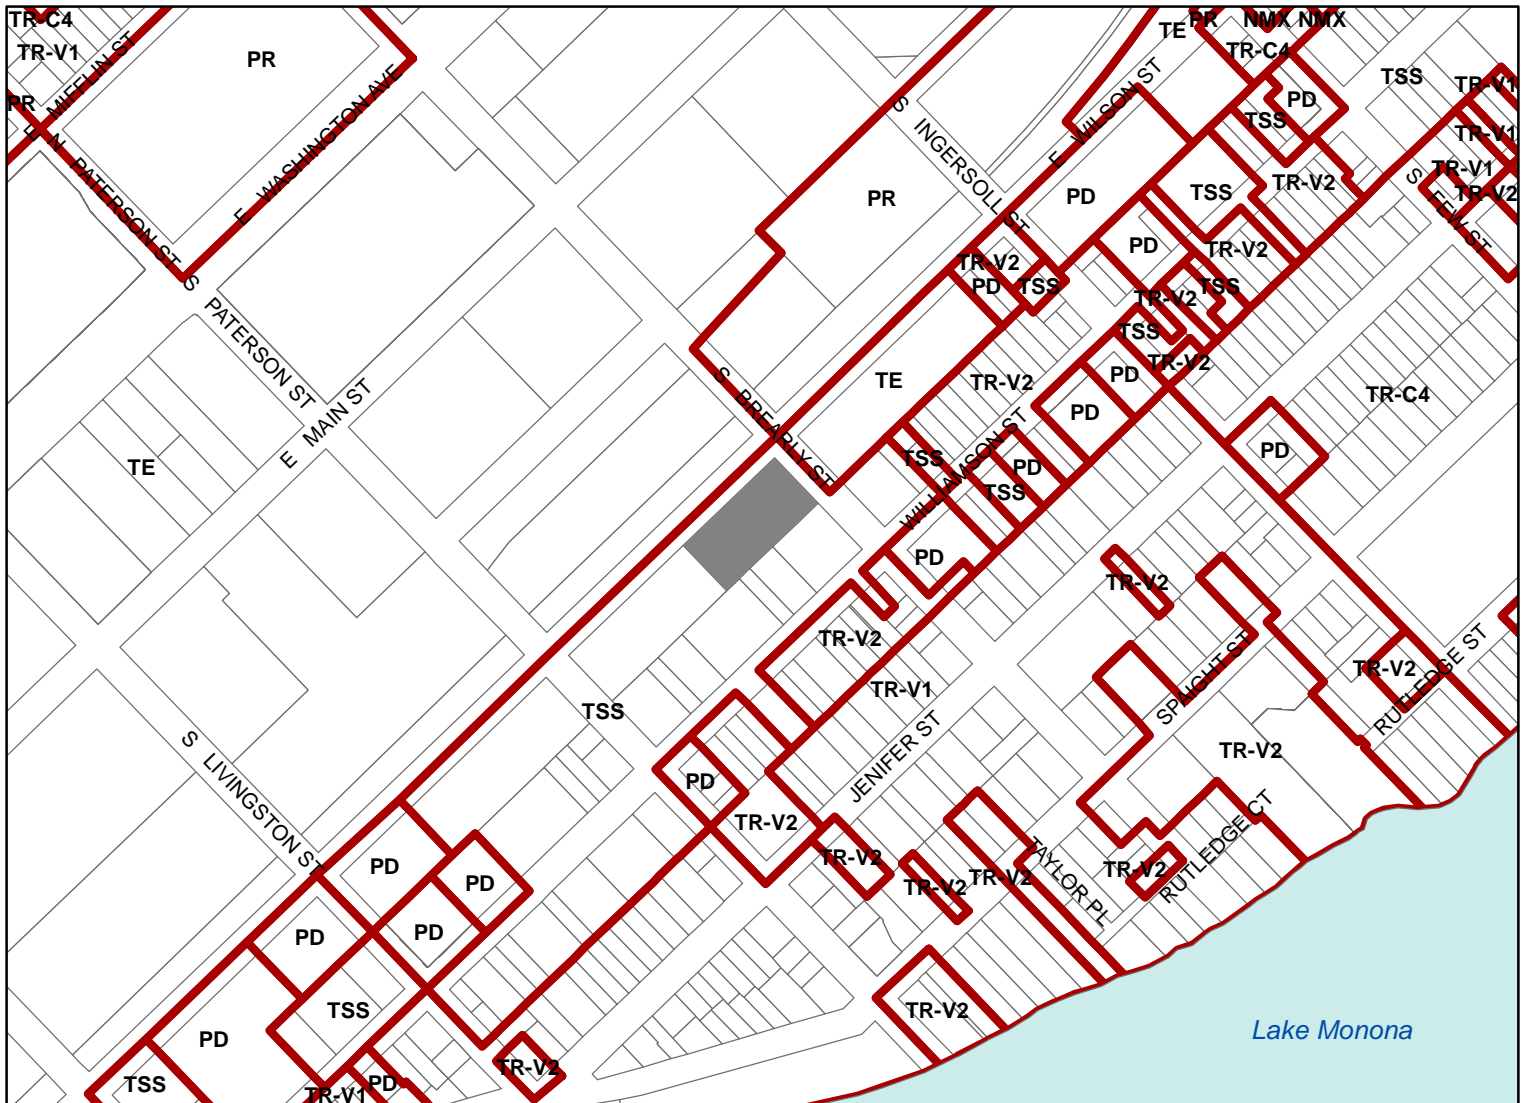 TR-C4
TR-V1
PR
E MIFFLIN ST
PR
N PATERSON ST
E WASHINGTON AVE
S PATERSON ST
E MAIN ST
TE
S INGERSOLL ST
E WILSON ST
TE
PR
NMX
NMX
TR-C4
TSS
PD
TSS
TR-V1
TR-V1
TR-V1
TR-V2
S FEW ST
TR-V2
TSS
PD
PR
PD
TR-V2
TR-V2
PD
TSS
TSS
TR-V2
TSS
TR-V2
PD
TE
TR-V2
PD
TR-C4
S BREARLY ST
WILLIAMSON ST
TSS
PD
TSS
PD
PD
TR-V2
TR-V2
TR-V1
TSS
SPAIGHT ST
TR-V2
RUTLEDGE ST
TR-V2
JENIFER ST
S LIVINGSTON ST
PD
TR-V2
TR-V2
TR-V2
TR-V2
TAYLOR PL
TR-V2
RUTLEDGE CT
PD
PD
PD
PD
TSS
PD
TR-V2
TR-V2
TSS
TR-V1
PD
Lake Monona